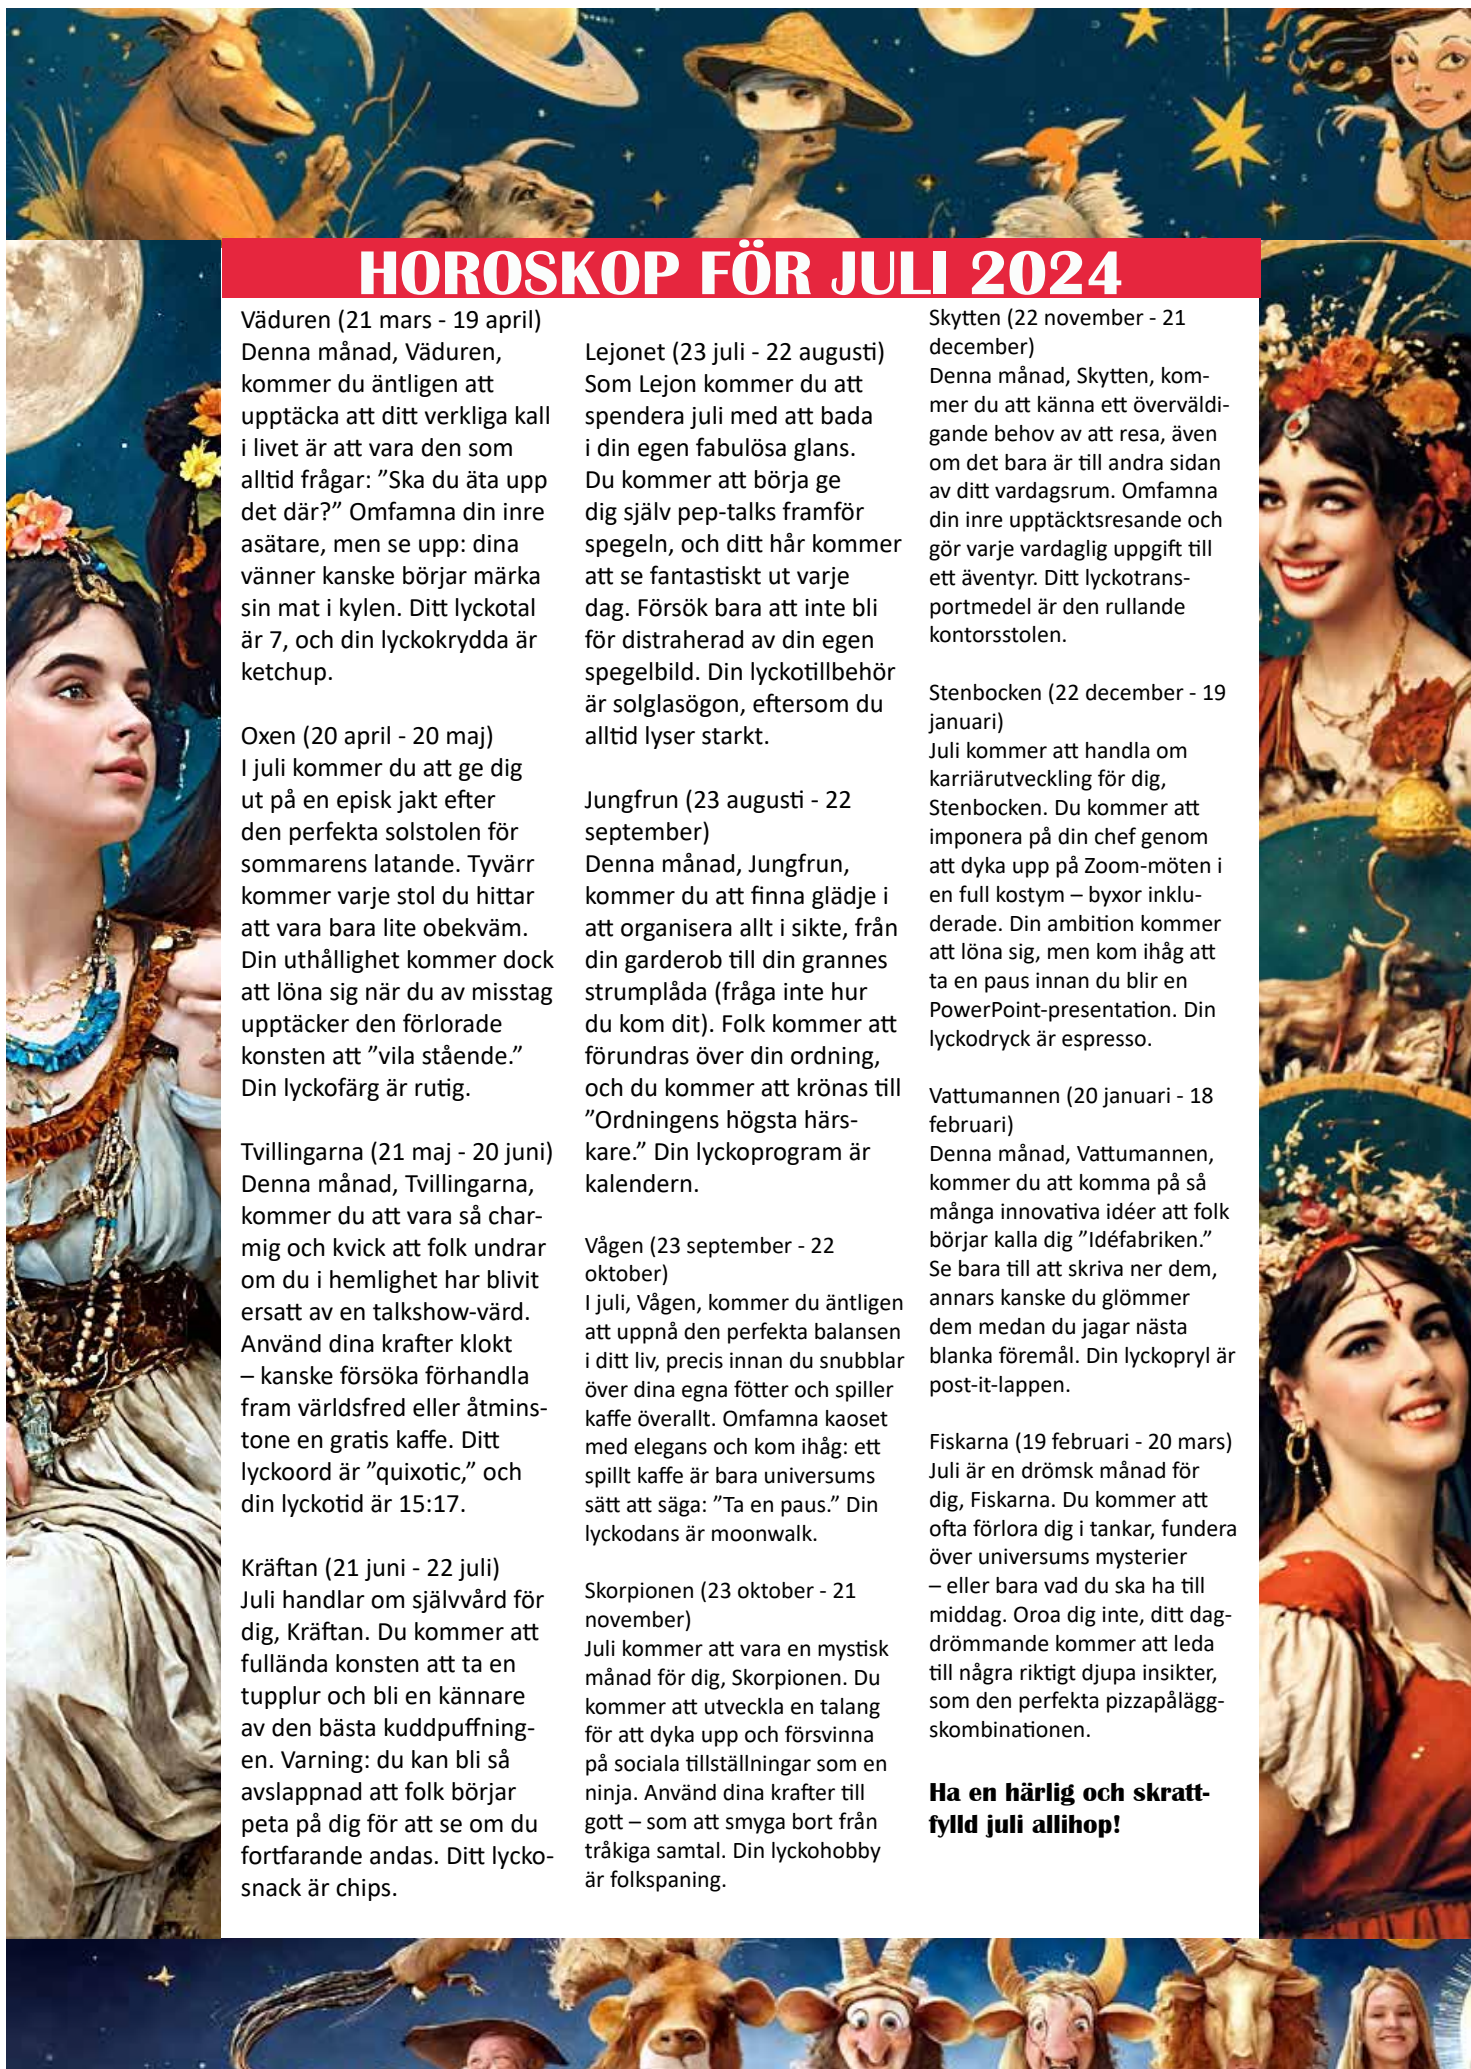 HOROSKOP FÖR JULI 2024
Väduren (21 mars - 19 april)
Denna månad, Väduren,
kommer du äntligen att
upptäcka att ditt verkliga kall
i livet är att vara den som
alltid frågar: ”Ska du äta upp
det där?” Omfamna din inre
asätare, men se upp: dina
vänner kanske börjar märka
sin mat i kylen. Ditt lyckotal
är 7, och din lyckokrydda är
ketchup.
Oxen (20 april - 20 maj)
I juli kommer du att ge dig
ut på en episk jakt efter
den perfekta solstolen för
sommarens latande. Tyvärr
kommer varje stol du hittar
att vara bara lite obekväm.
Din uthållighet kommer dock
att löna sig när du av misstag
upptäcker den förlorade
konsten att ”vila stående.”
Din lyckofärg är rutig.
Tvillingarna (21 maj - 20 juni)
Denna månad, Tvillingarna,
kommer du att vara så char-
mig och kvick att folk undrar
om du i hemlighet har blivit
ersatt av en talkshow-värd.
Använd dina krafter klokt
– kanske försöka förhandla
fram världsfred eller åtmins-
tone en gratis kaffe. Ditt
lyckoord är ”quixotic,” och
din lyckotid är 15:17.
Kräftan (21 juni - 22 juli)
Juli handlar om självvård för
dig, Kräftan. Du kommer att
fullända konsten att ta en
tupplur och bli en kännare
av den bästa kuddpuffning-
en. Varning: du kan bli så
avslappnad att folk börjar
peta på dig för att se om du
fortfarande andas. Ditt lycko-
snack är chips.
Lejonet (23 juli - 22 augusti)
Som Lejon kommer du att
spendera juli med att bada
i din egen fabulösa glans.
Du kommer att börja ge
dig själv pep-talks framför
spegeln, och ditt hår kommer
att se fantastiskt ut varje
dag. Försök bara att inte bli
för distraherad av din egen
spegelbild. Din lyckotillbehör
är solglasögon, eftersom du
alltid lyser starkt.
Jungfrun (23 augusti - 22
september)
Denna månad, Jungfrun,
kommer du att finna glädje i
att organisera allt i sikte, från
din garderob till din grannes
strumplåda (fråga inte hur
du kom dit). Folk kommer att
förundras över din ordning,
och du kommer att krönas till
”Ordningens högsta härs-
kare.” Din lyckoprogram är
kalendern.
Vågen (23 september - 22
oktober)
I juli, Vågen, kommer du äntligen
att uppnå den perfekta balansen
i ditt liv, precis innan du snubblar
över dina egna fötter och spiller
kaffe överallt. Omfamna kaoset
med elegans och kom ihåg: ett
spillt kaffe är bara universums
sätt att säga: ”Ta en paus.” Din
lyckodans är moonwalk.
Skorpionen (23 oktober - 21
november)
Juli kommer att vara en mystisk
månad för dig, Skorpionen. Du
kommer att utveckla en talang
för att dyka upp och försvinna
på sociala tillställningar som en
ninja. Använd dina krafter till
gott – som att smyga bort från
tråkiga samtal. Din lyckohobby
är folkspaning.
Skytten (22 november - 21
december)
Denna månad, Skytten, kom-
mer du att känna ett överväldi-
gande behov av att resa, även
om det bara är till andra sidan
av ditt vardagsrum. Omfamna
din inre upptäcktsresande och
gör varje vardaglig uppgift till
ett äventyr. Ditt lyckotrans-
portmedel är den rullande
kontorsstolen.
Stenbocken (22 december - 19
januari)
Juli kommer att handla om
karriärutveckling för dig,
Stenbocken. Du kommer att
imponera på din chef genom
att dyka upp på Zoom-möten i
en full kostym – byxor inklu-
derade. Din ambition kommer
att löna sig, men kom ihåg att
ta en paus innan du blir en
PowerPoint-presentation. Din
lyckodryck är espresso.
Vattumannen (20 januari - 18
februari)
Denna månad, Vattumannen,
kommer du att komma på så
många innovativa idéer att folk
börjar kalla dig ”Idéfabriken.”
Se bara till att skriva ner dem,
annars kanske du glömmer
dem medan du jagar nästa
blanka föremål. Din lyckopryl är
post-it-lappen.
Fiskarna (19 februari - 20 mars)
Juli är en drömsk månad för
dig, Fiskarna. Du kommer att
ofta förlora dig i tankar, fundera
över universums mysterier
– eller bara vad du ska ha till
middag. Oroa dig inte, ditt dag-
drömmande kommer att leda
till några riktigt djupa insikter,
som den perfekta pizzapålägg-
skombinationen.
Ha en härlig och skratt-
fylld juli allihop!